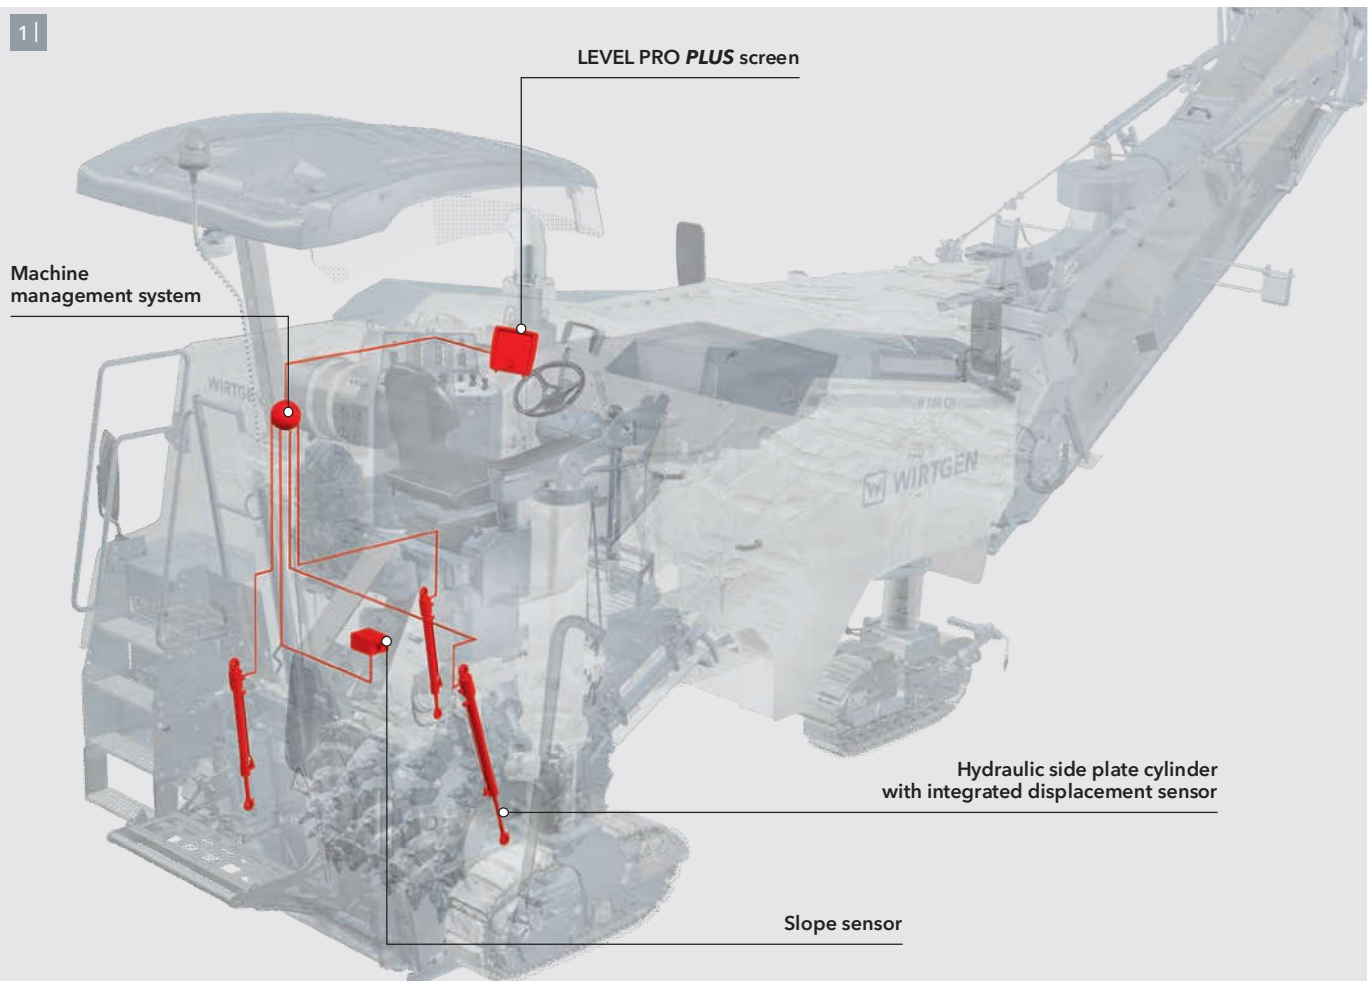 1 |
LEVEL PRO PLUS screen
Machine
management system
WIRTGEN
WIRTGEN
Hydraulic side plate cylinder
with integrated displacement sensor
Slope sensor